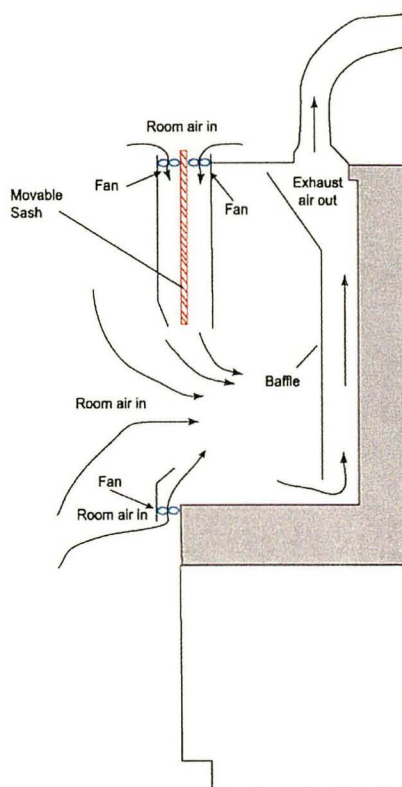 Room air in
Fan
Fan
Exhaust
air out
Movable
Sash
Baffle
Room air in
Fan
Room air in